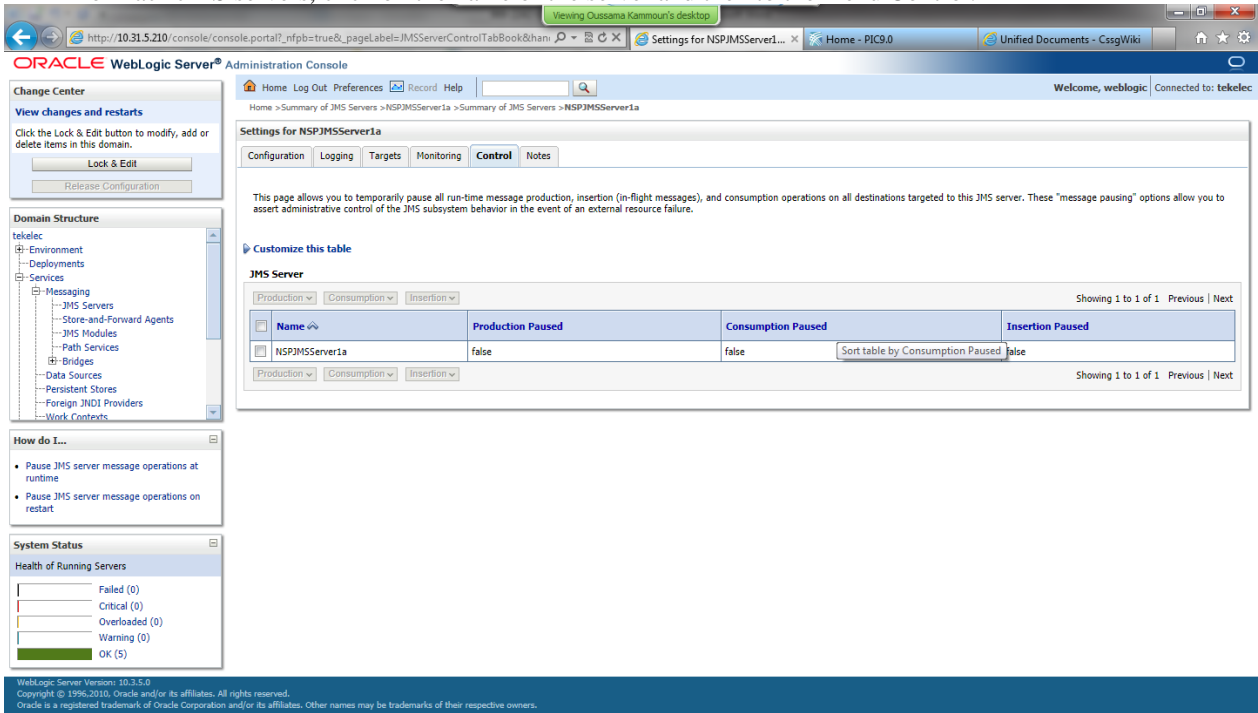 Viewing Oussama Kammoun's desktop
http://10.31.5.210/console/console.portal?_nfpb=true&_pageLabel=JMSServerControlTabBook&han
Settings for NSPJMSServer1...
Home - PIC9.0
Unified Documents - CssgWiki
ORACLE WebLogic Server® Administration Console
Change Center
View changes and restarts
Click the Lock & Edit button to modify, add or
delete items in this domain.
Lock & Edit
Release Configuration
Domain Structure
tekelec
Environment
Deployments
Services
Messaging
JMS Servers
Store-and-Forward Agents
JMS Modules
Path Services
Bridges
Data Sources
Persistent Stores
Foreign JNDI Providers
Work Contexts
How do I...
Pause JMS server message operations at
runtime
Pause JMS server message operations on
restart
System Status
Health of Running Servers
Failed (0)
Critical (0)
Overloaded (0)
Warning (0)
OK (5)
Home Log Out Preferences Record Help
Welcome, weblogic Connected to: tekelec
Home >Summary of JMS Servers >NSPJMSServer1a >Summary of JMS Servers >NSPJMSServer1a
Settings for NSPJMSServer1a
Configuration Logging Targets Monitoring Control Notes
This page allows you to temporarily pause all run-time message production, insertion (in-flight messages), and consumption operations on all destinations targeted to this JMS server. These "message pausing" options allow you to
assert administrative control of the JMS subsystem behavior in the event of an external resource failure.
Customize this table
JMS Server
Production Consumption Insertion Showing 1 to 1 of 1 Previous | Next
Name Production Paused Consumption Paused Insertion Paused
NSPJMSServer1a false false false
Sort table by Consumption Paused
Production Consumption Insertion Showing 1 to 1 of 1 Previous | Next
WebLogic Server Version: 10.3.5.0
Copyright © 1996,2010, Oracle and/or its affiliates. All rights reserved.
Oracle is a registered trademark of Oracle Corporation and/or its affiliates. Other names may be trademarks of their respective owners.